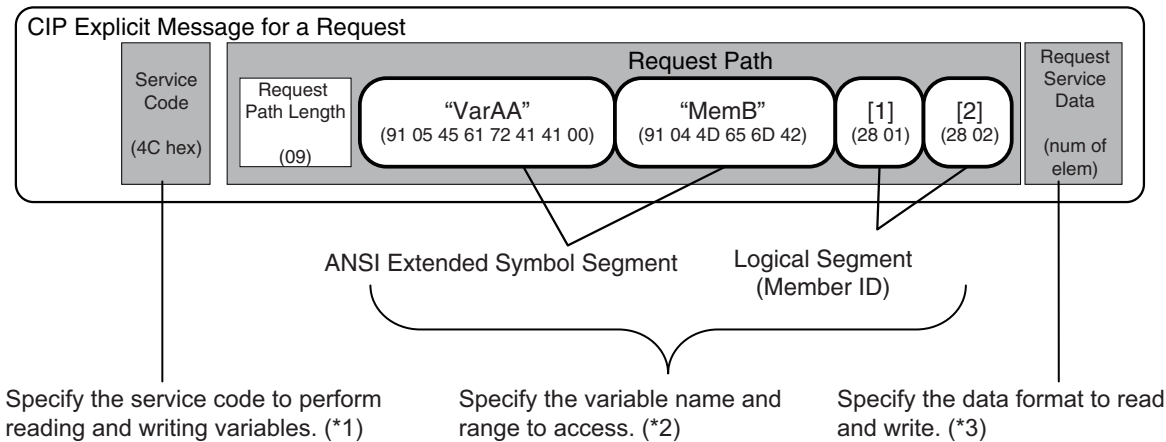 CIP Explicit Message for a Request
Service
Code
(4C hex)
Request Path
Request
Path Length
(09)
“VarAA”
(91 05 45 61 72 41 41 00)
“MemB”
(91 04 4D 65 6D 42)
[1]
(28 01)
[2]
(28 02)
Request
Service
Data
(num of
elem)
ANSI Extended Symbol Segment
Logical Segment
(Member ID)
Specify the service code to perform
reading and writing variables. (*1)
Specify the variable name and
range to access. (*2)
Specify the data format to read
and write. (*3)